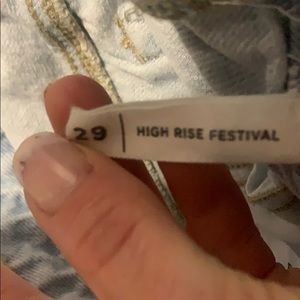 29 | HIGH RISE FESTIVAL